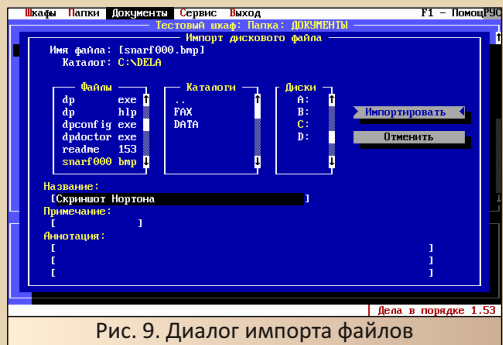 Шкафы Папки Документы Сервис Выход F1 - Помощ РУС
Тестовый шкаф: Папка: ДОКУМЕНТЫ
Импорт дискового файла
Имя файла: [snarf000.bmp]
Каталог: C:\DELA
Файлы Каталоги Диски
dp exe .. A:
dp hlp FAX B:
dpconfig exe DATA C:
dpdoctor exe D:
readme 153
snarf000 bmp
Импортировать
Отменить
Название:
[Скриншот Нортона ]
Примечание:
[ ]
Аннотация:
[ ]
[ ]
[ ]
Дела в порядке 1.53
Рис. 9. Диалог импорта файлов